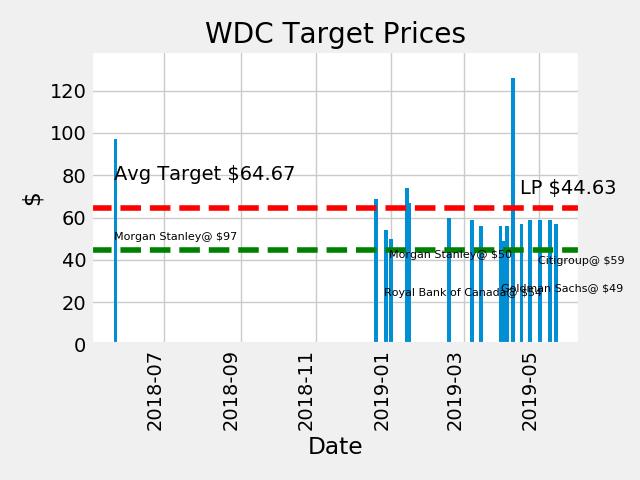 WDC Target Prices
120
100
80
60
40
20
0
$
Avg Target $64.67
LP $44.63
Morgan Stanley@ $97
Morgan Stanley@ $50
Citigroup@ $59
Royal Bank of Canada@ $54
Goldman Sachs@ $49
2018-07
2018-09
2018-11
2019-01
2019-03
2019-05
Date